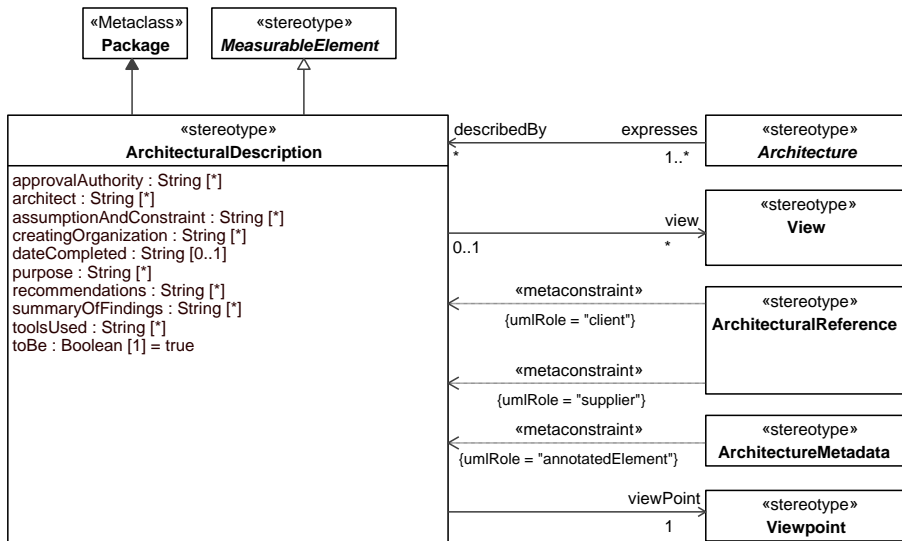 «Metaclass»
Package
«stereotype»
MeasurableElement
«stereotype»
ArchitecturalDescription
approvalAuthority : String [*]
architect : String [*]
assumptionAndConstraint : String [*]
creatingOrganization : String [*]
dateCompleted : String [0..1]
purpose : String [*]
recommendations : String [*]
summaryOfFindings : String [*]
toolsUsed : String [*]
toBe : Boolean [1] = true
describedBy
expresses
*
1..*
«stereotype»
Architecture
view
0..1
*
«stereotype»
View
«metaconstraint»
{umlRole = "client"}
«stereotype»
ArchitecturalReference
«metaconstraint»
{umlRole = "supplier"}
«metaconstraint»
{umlRole = "annotatedElement"}
«stereotype»
ArchitectureMetadata
viewPoint
1
«stereotype»
Viewpoint